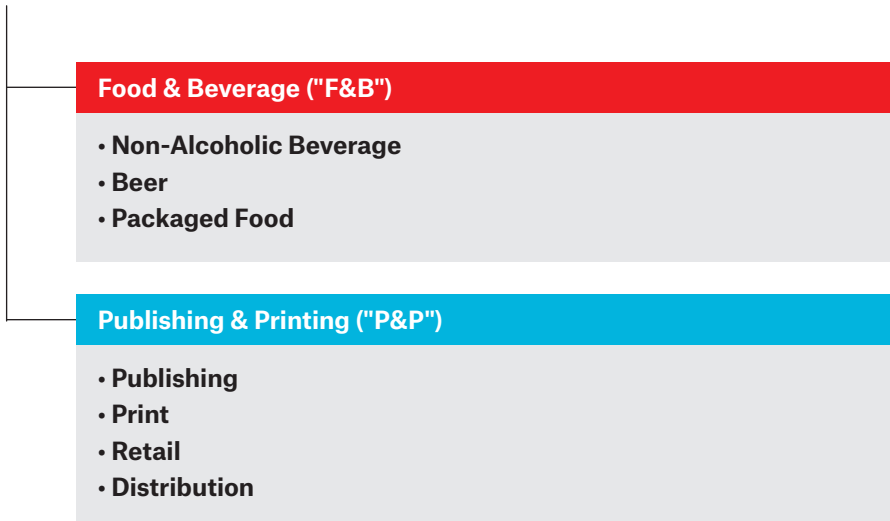 Food & Beverage ("F&B")
• Non-Alcoholic Beverage
• Beer
• Packaged Food
Publishing & Printing ("P&P")
• Publishing
• Print
• Retail
• Distribution